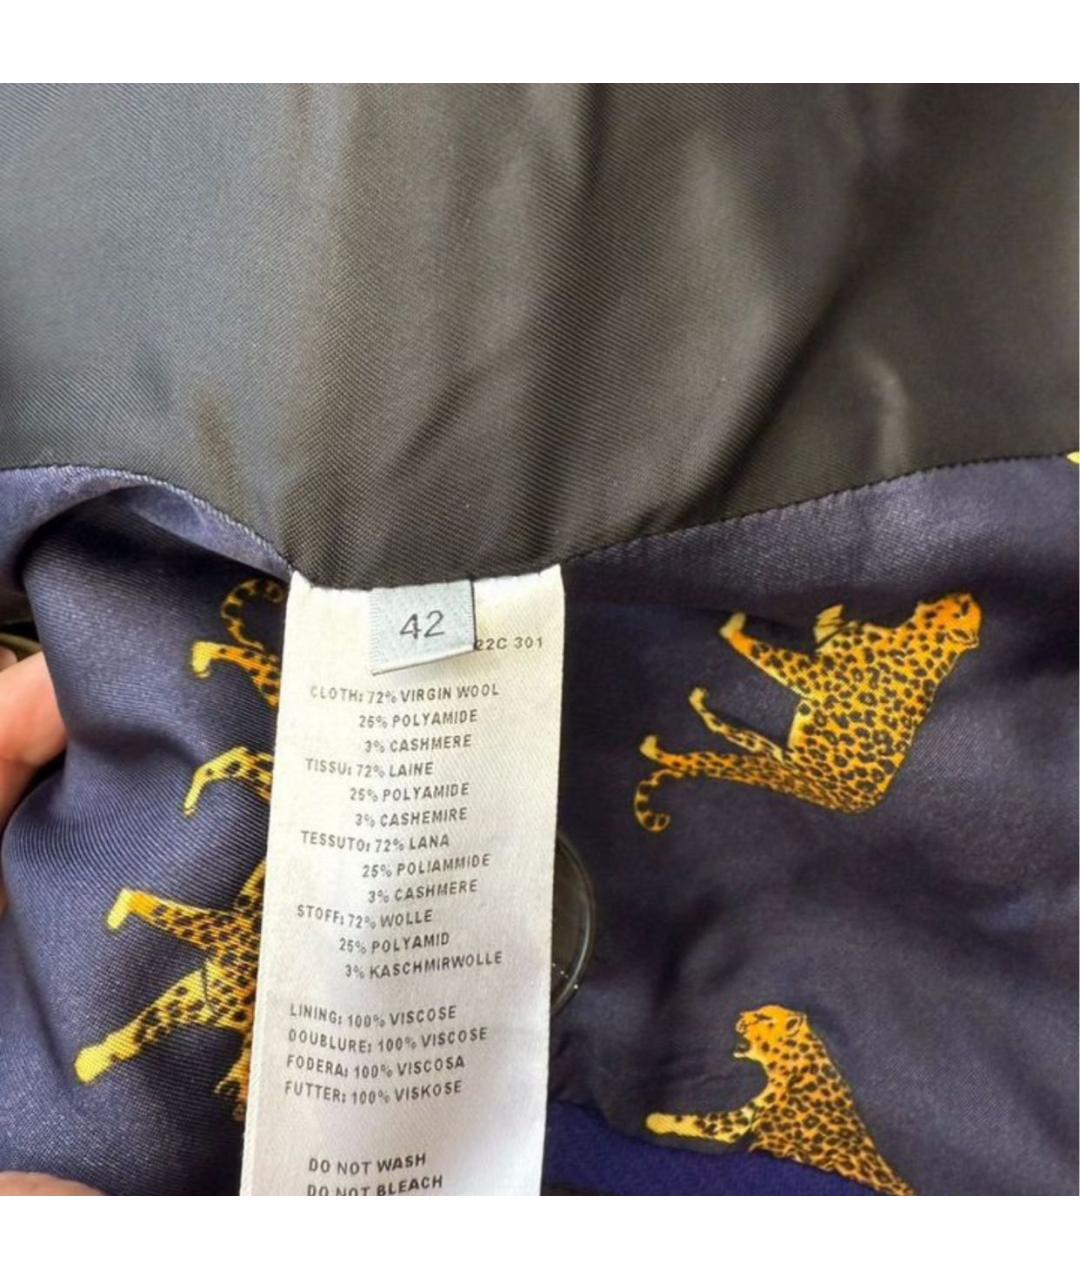 42
22C 301
CLOTH: 72% VIRGIN WOOL
25% POLYAMIDE
3% CASHMERE
TISSU: 72% LAINE
25% POLYAMIDE
3% CASHEMIRE
TESSUTO: 72% LANA
25% POLIAMMIDE
3% CASHMERE
STOFF: 72% WOLLE
25% POLYAMID
3% KASCHMIRWOLLE
LINING: 100% VISCOSE
DOUBLURE: 100% VISCOSE
FODERA: 100% VISCOSA
FUTTER: 100% VISKOSE
DO NOT WASH
DO NOT BLEACH